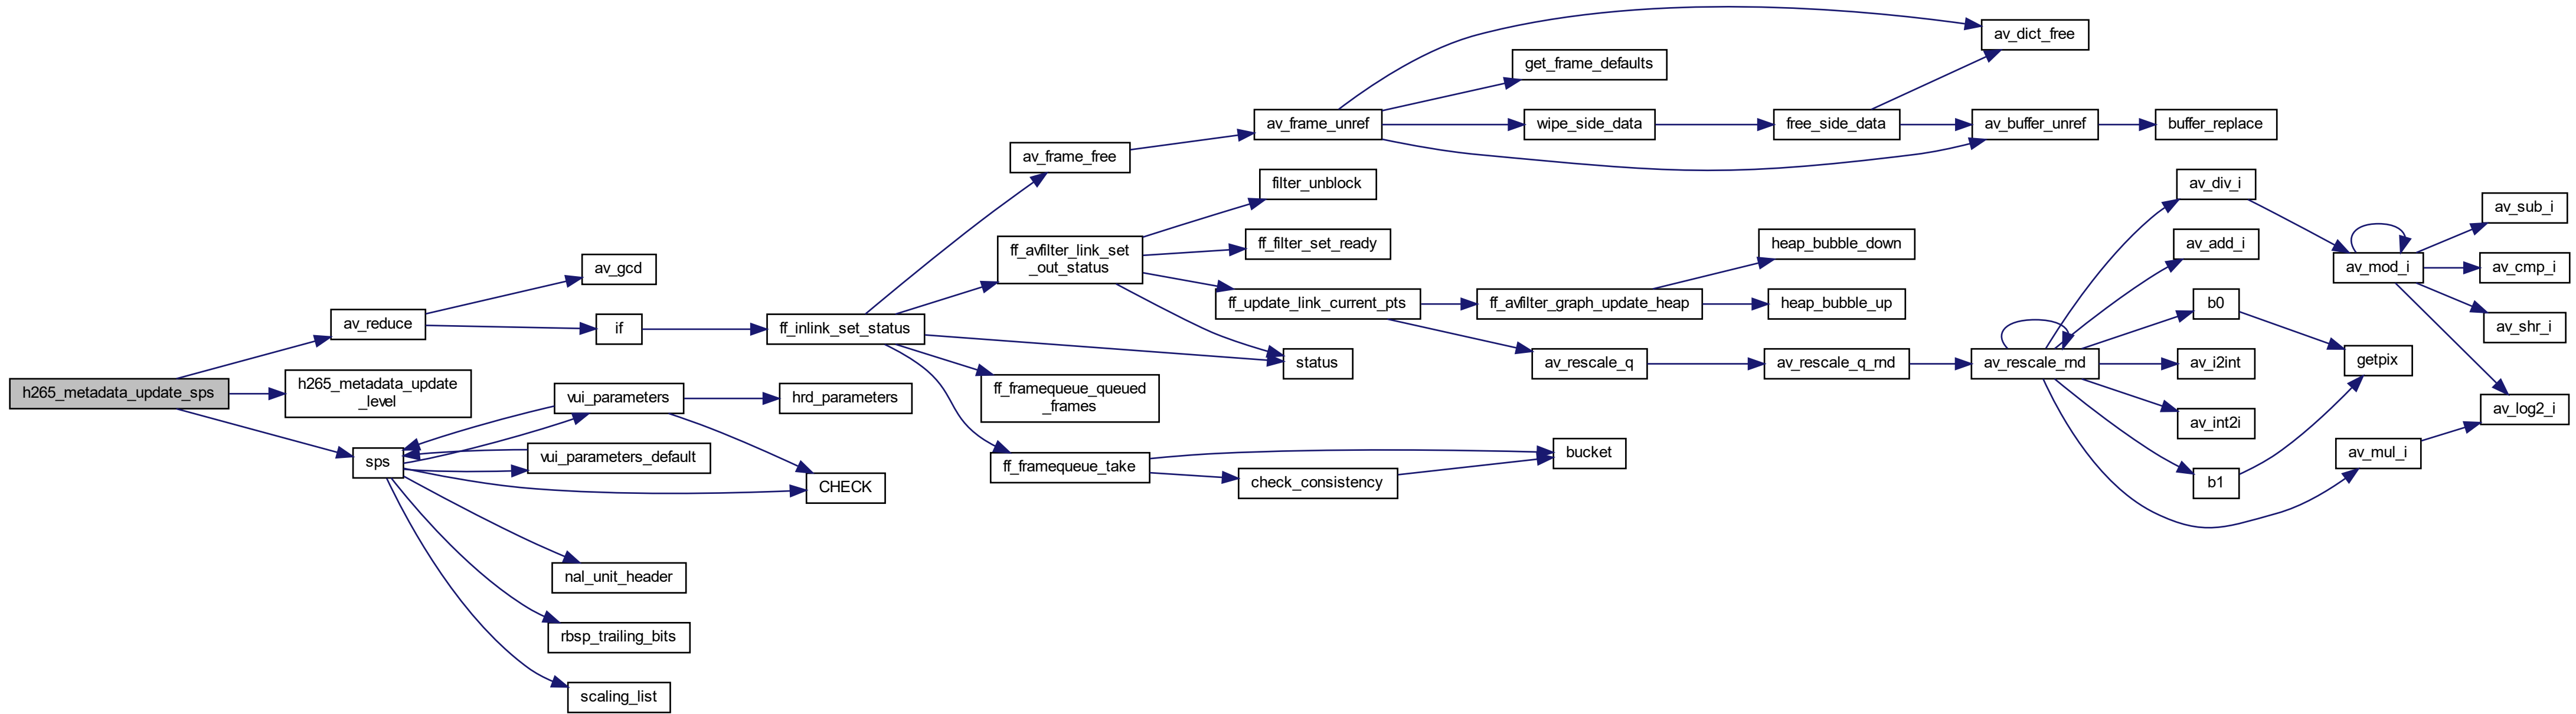 h265_metadata_update_sps
av_reduce
h265_metadata_update
_level
sps
av_gcd
if
vui_parameters
vui_parameters_default
nal_unit_header
rbsp_trailing_bits
scaling_list
ff_inlink_set_status
hrd_parameters
CHECK
av_frame_free
ff_avfilter_link_set
_out_status
ff_framequeue_queued
_frames
ff_framequeue_take
av_frame_unref
filter_unblock
ff_filter_set_ready
ff_update_link_current_pts
status
check_consistency
get_frame_defaults
wipe_side_data
ff_avfilter_graph_update_heap
av_rescale_q
bucket
free_side_data
heap_bubble_down
heap_bubble_up
av_rescale_q_rnd
av_dict_free
av_buffer_unref
av_rescale_rnd
buffer_replace
av_div_i
av_add_i
b0
av_i2int
av_int2i
b1
av_mod_i
getpix
av_mul_i
av_sub_i
av_cmp_i
av_shr_i
av_log2_i